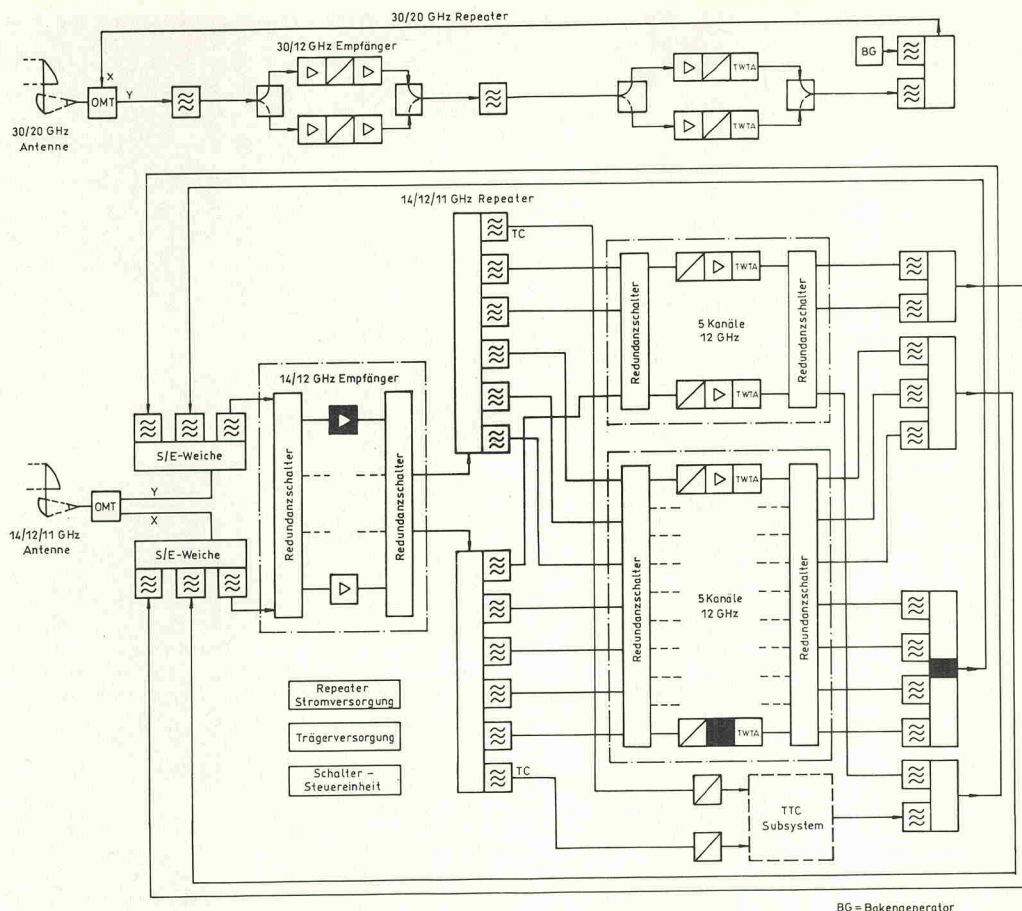 30/20 GHz Repeater
30/12 GHz Empfänger
BG
X
OMT
Y
TWTA
TWTA
30/20 GHz
Antenne
14/12/11 GHz Repeater
TC
Redundanzschalter
TWTA
Redundanzschalter
5 Kanäle
12 GHz
TWTA
14/12 GHz Empfänger
Redundanzschalter
Redundanzschalter
S/E-Weiche
Y
OMT
X
14/12/11 GHz
Antenne
S/E-Weiche
Redundanzschalter
TWTA
Redundanzschalter
5 Kanäle
12 GHz
TWTA
Repeater
Stromversorgung
Trägerversorgung
Schalter –
Steuereinheit
TC
TTC
Subsystem
BG = Bakengenerator